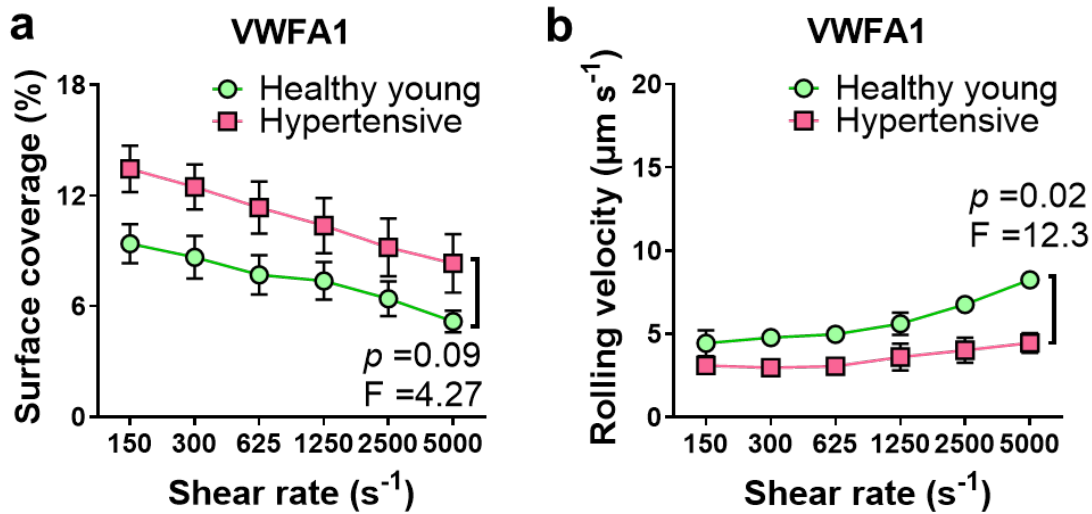 a
VWFA1
Surface coverage (%)
18
12
6
0
Healthy young
Hypertensive
p =0.09
F =4.27
150 300 625 1250 2500 5000
Shear rate (s⁻¹)
b
VWFA1
Rolling velocity (µm s⁻¹)
20
15
10
5
0
Healthy young
Hypertensive
p =0.02
F =12.3
150 300 625 1250 2500 5000
Shear rate (s⁻¹)